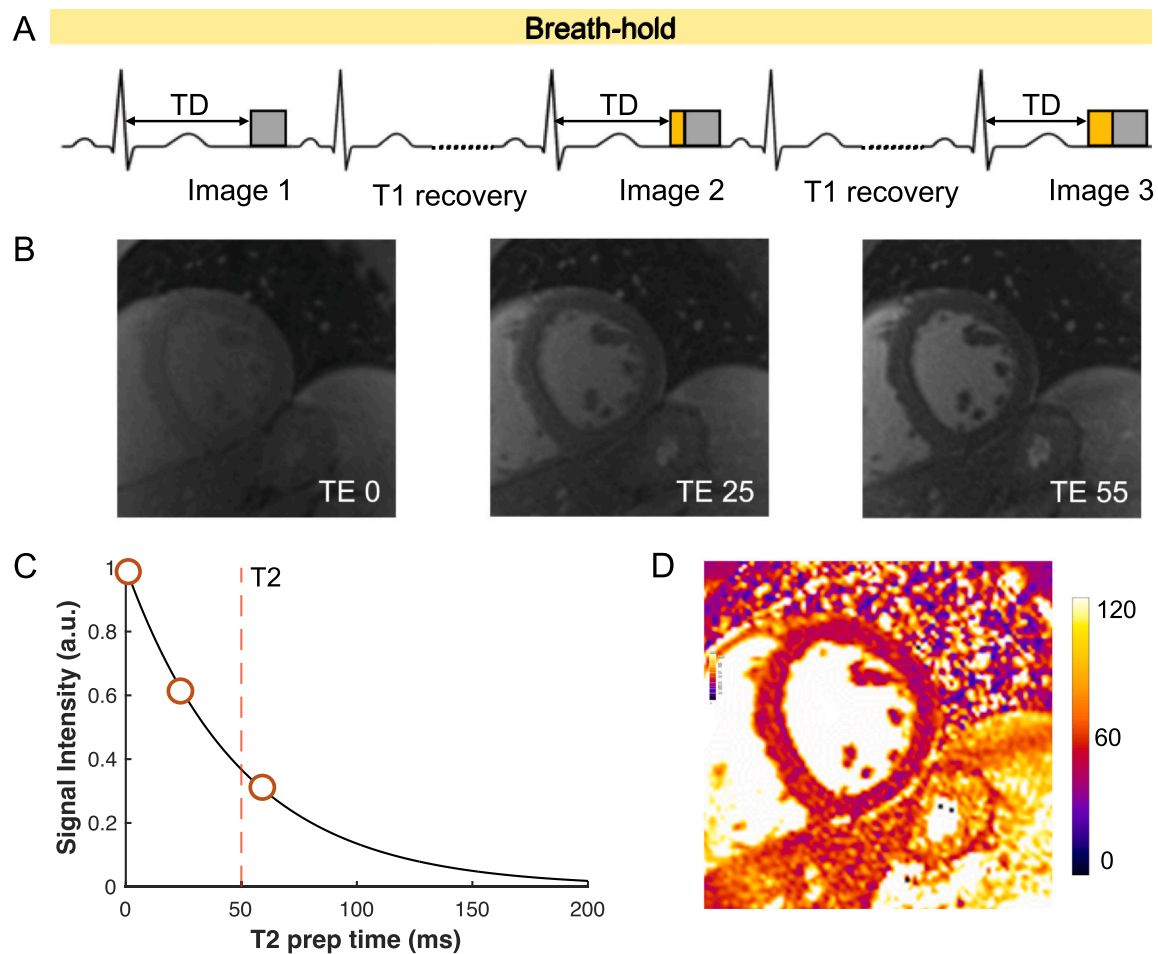 A
Breath-hold
TD
TD
TD
Image 1
T1 recovery
Image 2
T1 recovery
Image 3
B
TE 0
TE 25
TE 55
C
1
0.8
0.6
0.4
0.2
0
T2
Signal Intensity (a.u.)
0
50
100
150
200
T2 prep time (ms)
D
120
60
0